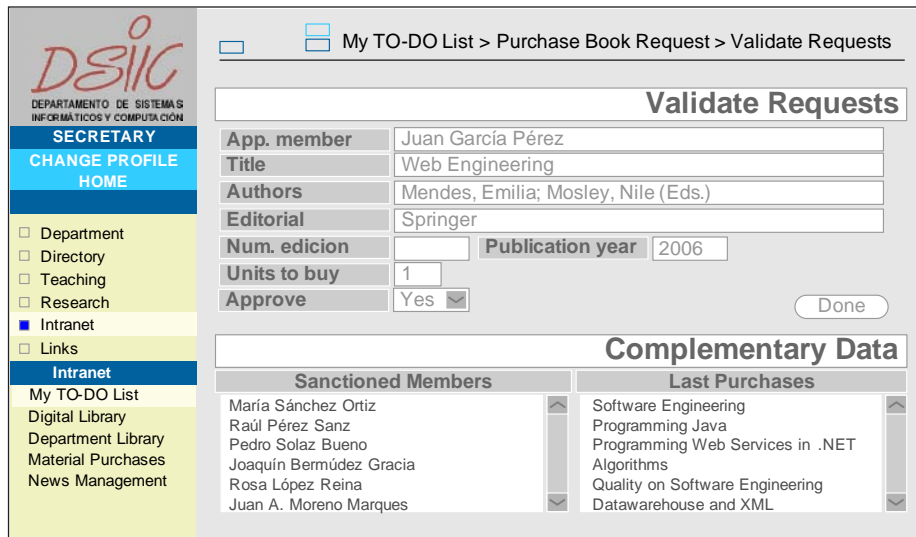 DSIIC
DEPARTAMENTO DE SISTEMAS
INFORMÁTICOS Y COMPUTACIÓN
SECRETARY
CHANGE PROFILE
HOME
Department
Directory
Teaching
Research
Intranet
Links
Intranet
My TO-DO List
Digital Library
Department Library
Material Purchases
News Management
My TO-DO List > Purchase Book Request > Validate Requests
Validate Requests
App. member Juan García Pérez
Title Web Engineering
Authors Mendes, Emilia; Mosley, Nile (Eds.)
Editorial Springer
Num. edicion Publication year 2006
Units to buy 1
Approve Yes
Done
Complementary Data
Sanctioned Members
María Sánchez Ortiz
Raúl Pérez Sanz
Pedro Solaz Bueno
Joaquín Bermúdez Gracia
Rosa López Reina
Juan A. Moreno Marques
Last Purchases
Software Engineering
Programming Java
Programming Web Services in .NET
Algorithms
Quality on Software Engineering
Datawarehouse and XML